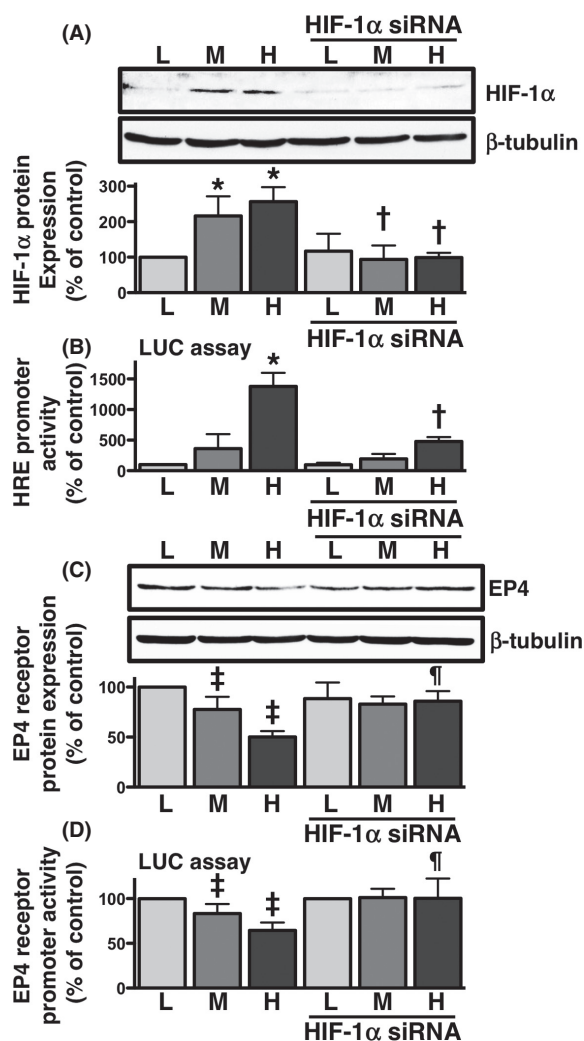 (A)
HIF-1α siRNA
L M H L M H
HIF-1α
β-tubulin
HIF-1α protein
Expression
(% of control)
300
200
100
0
* * † †
L M H L M H
HIF-1α siRNA
(B)
LUC assay
HRE promoter
activity
(% of control)
1500
1000
500
0
* †
L M H L M H
HIF-1α siRNA
L M H L M H
(C)
EP4
β-tubulin
EP4 receptor
protein expression
(% of control)
100
50
0
‡ ‡ ¶
L M H L M H
HIF-1α siRNA
(D)
LUC assay
EP4 receptor
promoter activity
(% of control)
100
50
0
‡ ‡ ¶
L M H L M H
HIF-1α siRNA